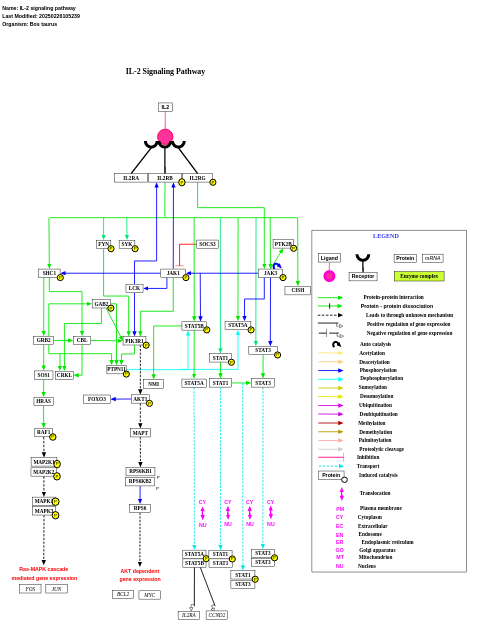 Name: IL-2 signaling pathway
Last Modified: 20250226105239
Organism: Bos taurus
IL-2 Signaling Pathway
IL2
IL2RA IL2RB IL2RG
P P
FYN SYK SOCS3 PTK2B
P P P
SHC1 JAK1 JAK3
P P P
LCK CISH
GAB2
P
STAT5B STAT5A
P P
GRB2 CBL PIK3R1
P
STAT1 STAT3
P P
PTPN11
P
SOS1 CRKL NMI STAT5A STAT1 STAT3
HRAS FOXO3 AKT1
P
RAF1 MAPT
P
MAP2K1
MAP2K2
P
P
RPS6KB1
RPS6KB2
P
P
MAPK1
MAPK3
P
P
RPS6
CY CY CY CY
NU NU NU NU
STAT5A STAT1 STAT3
STAT5B STAT1 STAT3
P P P
STAT1
STAT3
P
Ras-MAPK cascade
mediated gene expression
FOS JUN
AKT dependent
gene expression
BCL2 MYC
IL2RA CCND2
LEGEND
Ligand Protein mRNA
Receptor Enzyme complex
Protein-protein interaction
Protein - protein dissociation
Leads to through unknown mechanism
Positive regulation of gene expression
Negative regulation of gene expression
Auto catalysis
Acetylation
Deacetylation
Phosphorylation
Dephosphorylation
Sumoylation
Desumoylation
Ubiquitination
Deubiquitination
Methylation
Demethylation
Palmitoylation
Proteolytic cleavage
Inhibition
Transport
Protein Induced catalysis
Translocation
PM Plasma membrane
CY Cytoplasm
EC Extracellular
EN Endosome
ER Endoplasmic reticulum
GO Golgi apparatus
MT Mitochondrion
NU Nucleus